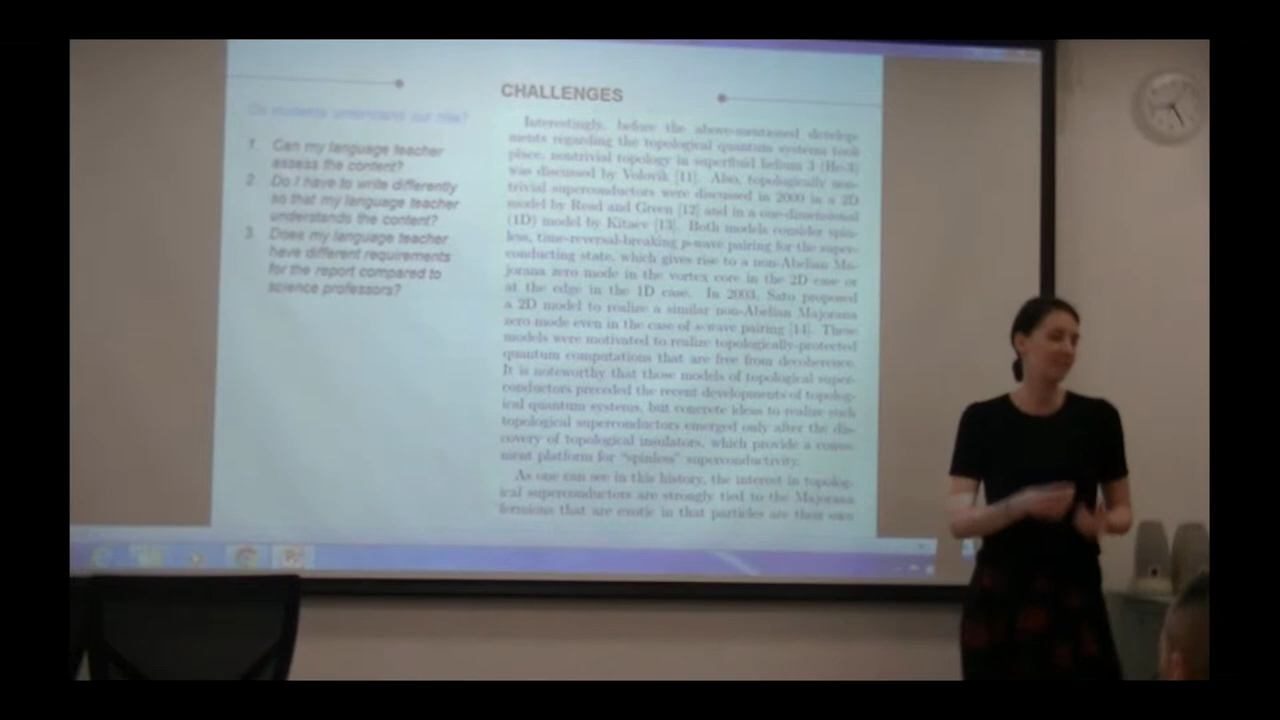 CHALLENGES
Do students understand our role?
1. Can my language teacher
assess the content?
2. Do I have to write differently
so that my language teacher
understands the content?
3. Does my language teacher
have different requirements
for the report compared to
science professors?
Interestingly, before the above-mentioned develop-
ments regarding the topological quantum systems took
place, nontrivial topology in superfluid helium 3 (He-3)
was discussed by Volovik [11]. Also, topologically non-
trivial superconductors were discussed in 2000 in a 2D
model by Read and Green [12] and in a one-dimensional
(1D) model by Kitaev [13]. Both models consider spin-
less, time-reversal-breaking p-wave pairing for the super-
conducting state, which gives rise to a non-Abelian Ma-
jorana zero mode in the vortex core in the 2D case or
at the edge in the 1D case. In 2003, Sato proposed
a 2D model to realize a similar non-Abelian Majorana
zero mode even in the case of s-wave pairing [14]. These
models were motivated to realize topologically-protected
quantum computations that are free from decoherence.
It is noteworthy that those models of topological super-
conductors preceded the recent developments of topolog-
ical quantum systems, but concrete ideas to realize such
topological superconductors emerged only after the dis-
covery of topological insulators, which provide a conve-
nient platform for "spinless" superconductivity.
As one can see in this history, the interest in topolog-
ical superconductors are strongly tied to the Majorana
fermions that are exotic in that particles are their own